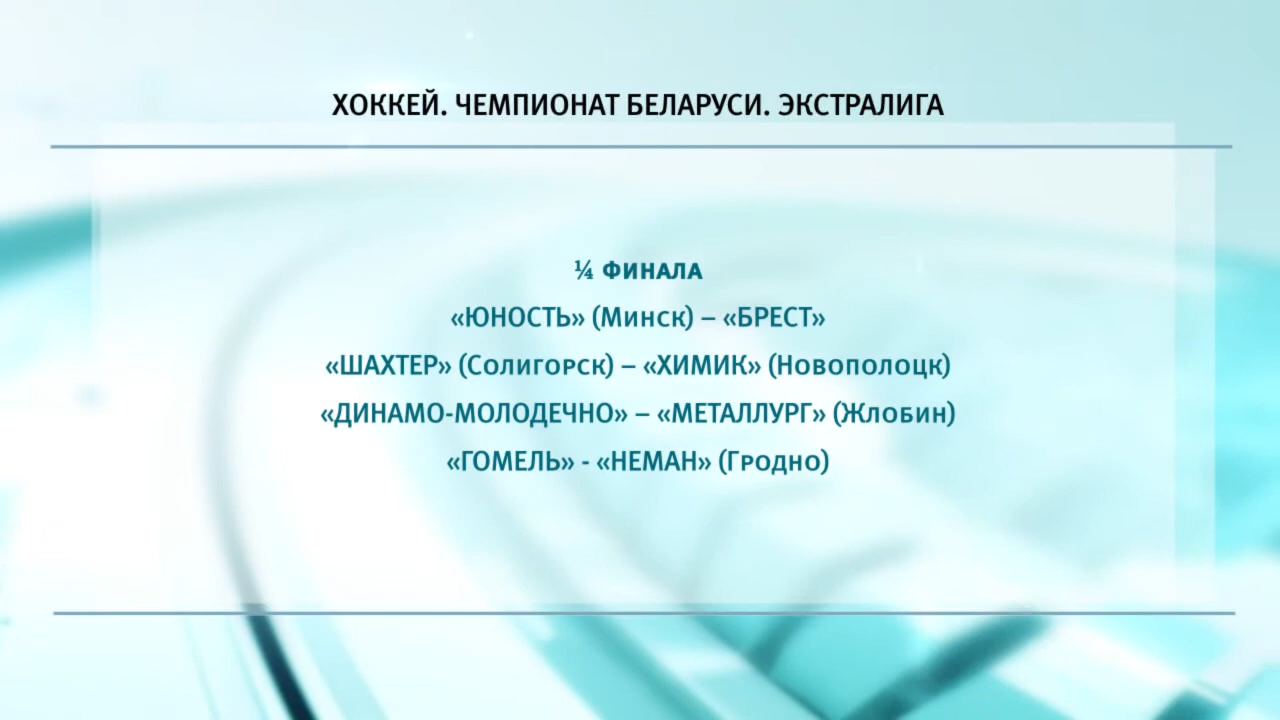 ХОККЕЙ. ЧЕМПИОНАТ БЕЛАРУСИ. ЭКСТРАЛИГА
¼ ФИНАЛА
«ЮНОСТЬ» (Минск) – «БРЕСТ»
«ШАХТЕР» (Солигорск) – «ХИМИК» (Новополоцк)
«ДИНАМО-МОЛОДЕЧНО» – «МЕТАЛЛУРГ» (Жлобин)
«ГОМЕЛЬ» - «НЕМАН» (Гродно)